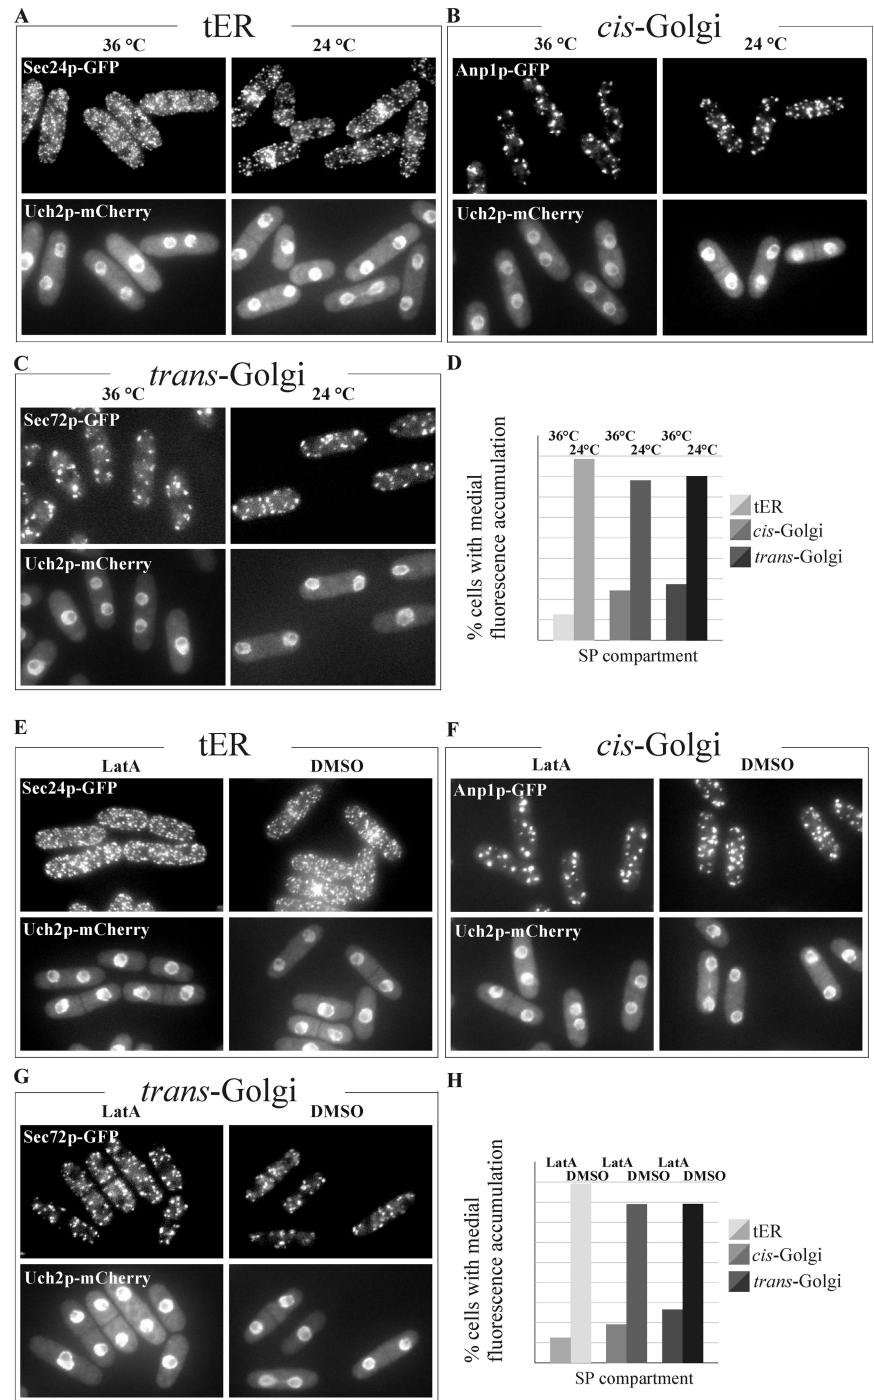 A
tER
36 °C
24 °C
Sec24p-GFP
Uch2p-mCherry
B
cis-Golgi
36 °C
24 °C
Anp1p-GFP
Uch2p-mCherry
C
trans-Golgi
36 °C
24 °C
Sec72p-GFP
Uch2p-mCherry
D
% cells with medial
fluorescence accumulation
36°C
24°C
36°C
24°C
36°C
24°C
SP compartment
tER
cis-Golgi
trans-Golgi
E
tER
LatA
DMSO
Sec24p-GFP
Uch2p-mCherry
F
cis-Golgi
LatA
DMSO
Anp1p-GFP
Uch2p-mCherry
G
trans-Golgi
LatA
DMSO
Sec72p-GFP
Uch2p-mCherry
H
% cells with medial
fluorescence accumulation
LatA
DMSO
LatA
DMSO
LatA
DMSO
SP compartment
tER
cis-Golgi
trans-Golgi